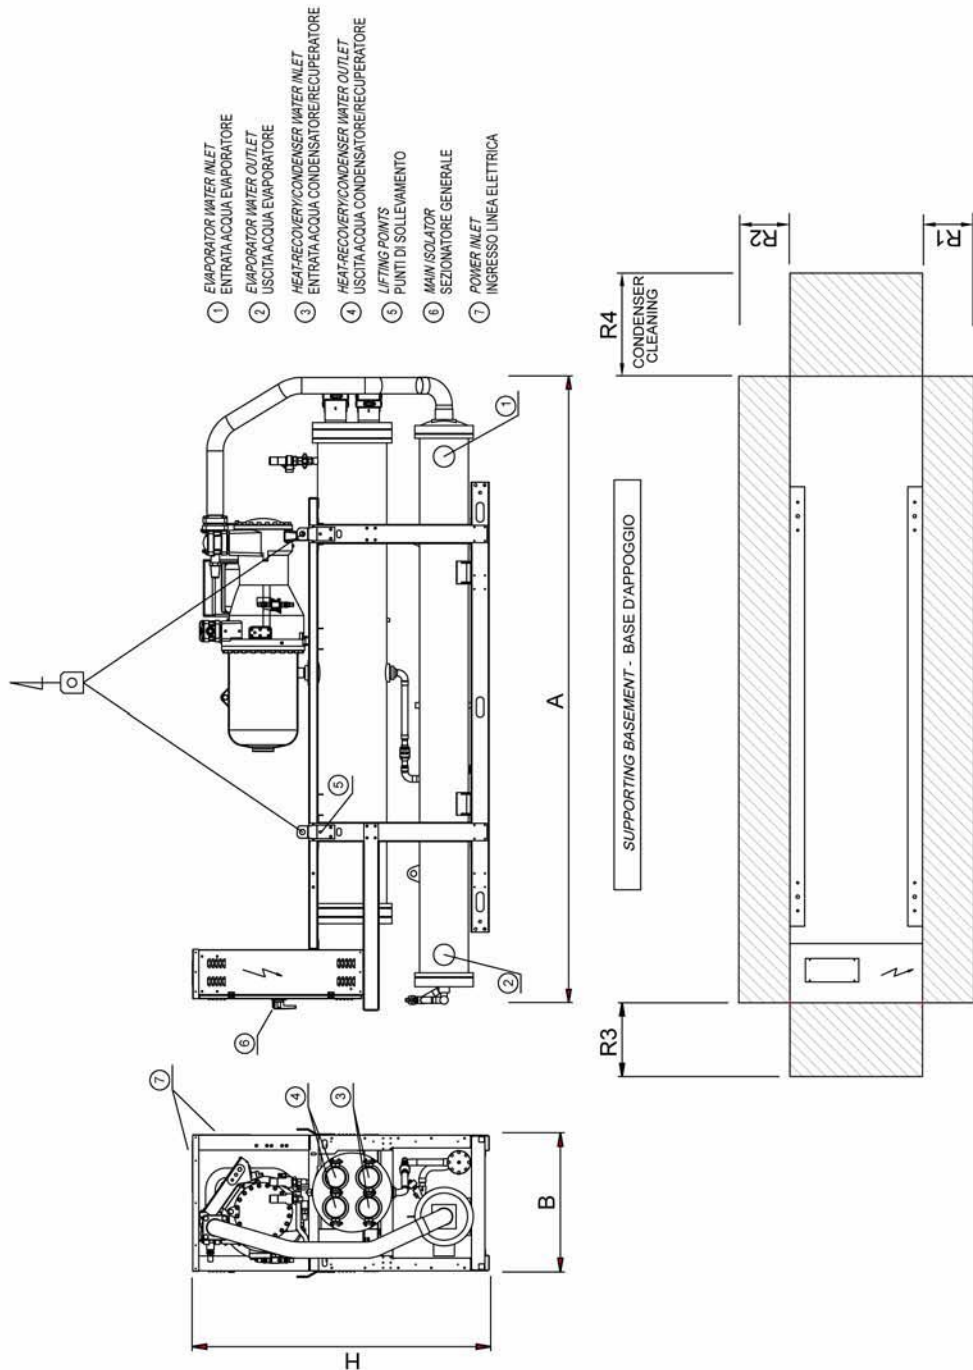 ① EVAPORATOR WATER INLET
ENTRATA ACQUA EVAPORATORE
② EVAPORATOR WATER OUTLET
USCITA ACQUA EVAPORATORE
③ HEAT-RECOVERY/CONDENSER WATER INLET
ENTRATA ACQUA CONDENSATORE/RECUPERATORE
④ HEAT-RECOVERY/CONDENSER WATER OUTLET
USCITA ACQUA CONDENSATORE/RECUPERATORE
⑤ LIFTING POINTS
PUNTI DI SOLLEVAMENTO
⑥ MAIN ISOLATOR
SEZIONATORE GENERALE
⑦ POWER INLET
INGRESSO LINEA ELETTRICA
⑦
④
③
H
B
⑥
⑤
②
①
A
SUPPORTING BASEMENT - BASE D'APPOGGIO
R3
R4
CONDENSER
CLEANING
R2
R1